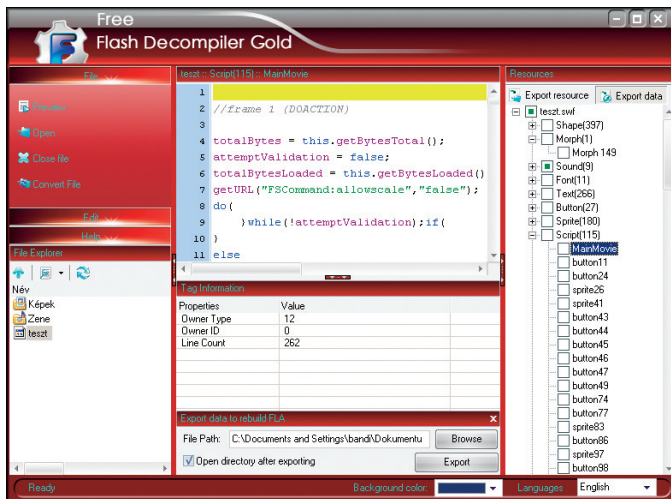 Free
Flash Decompiler Gold
File
Preview
Open
Close file
Convert File
Edit
Help
File Explorer
Név
Képek
Zene
teszt
teszt :: Script(115) :: MainMovie
1
2 //frame 1 (DOACTION)
3
4 totalBytes = this.getBytesTotal();
5 attemptValidation = false;
6 totalBytesLoaded = this.getBytesLoaded()
7 getURL("FSCommand:allowscale","false");
8 do(
9 }while(!attemptValidation);if(
10 }
11 else
Tag Information
Properties Value
Owner Type 12
Owner ID 0
Line Count 262
Export data to rebuild FLA x
File Path: C:\Documents and Settings\bandi\Dokumentu Browse
Open directory after exporting Export
Resources
Export resource Export data
teszt.swf
Shape(397)
Morph(1)
Morph 149
Sound(9)
Font(11)
Text(266)
Button(27)
Sprite(180)
Script(115)
MainMovie
button11
button24
sprite26
sprite41
button43
button44
button45
button46
button47
button49
button74
button77
sprite83
button86
sprite97
button98
Ready Background color: Languages English